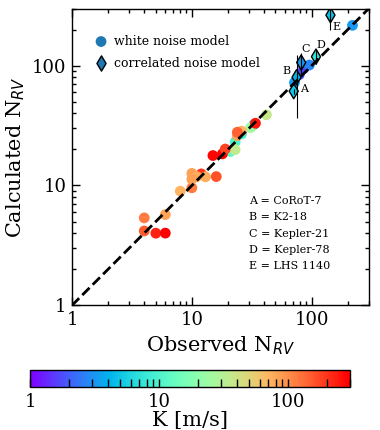 Calculated N_RV
100
10
1
white noise model
correlated noise model
E
C
D
B
A
A = CoRoT-7
B = K2-18
C = Kepler-21
D = Kepler-78
E = LHS 1140
1 10 100
Observed N_RV
1 10 100
K [m/s]